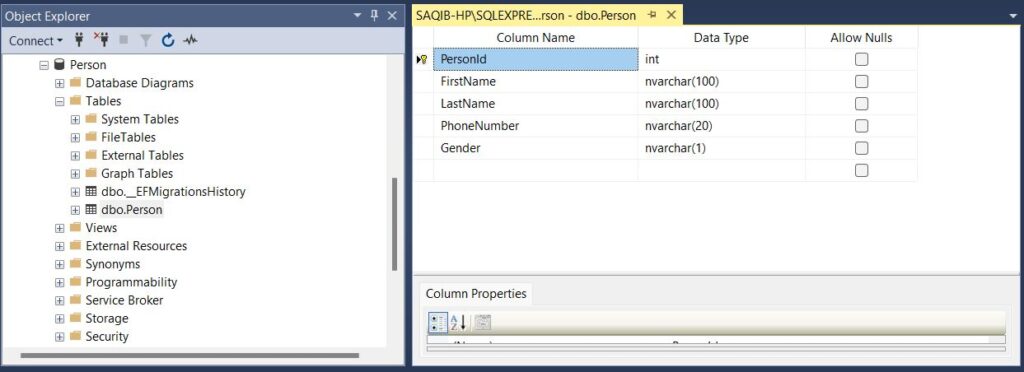 Object Explorer
Connect
Person
Database Diagrams
Tables
System Tables
FileTables
External Tables
Graph Tables
dbo.__EFMigrationsHistory
dbo.Person
Views
External Resources
Synonyms
Programmability
Service Broker
Storage
Security
SAQIB-HP\SQLEXPRE...rson - dbo.Person
Column Name Data Type Allow Nulls
PersonId int
FirstName nvarchar(100)
LastName nvarchar(100)
PhoneNumber nvarchar(20)
Gender nvarchar(1)
Column Properties